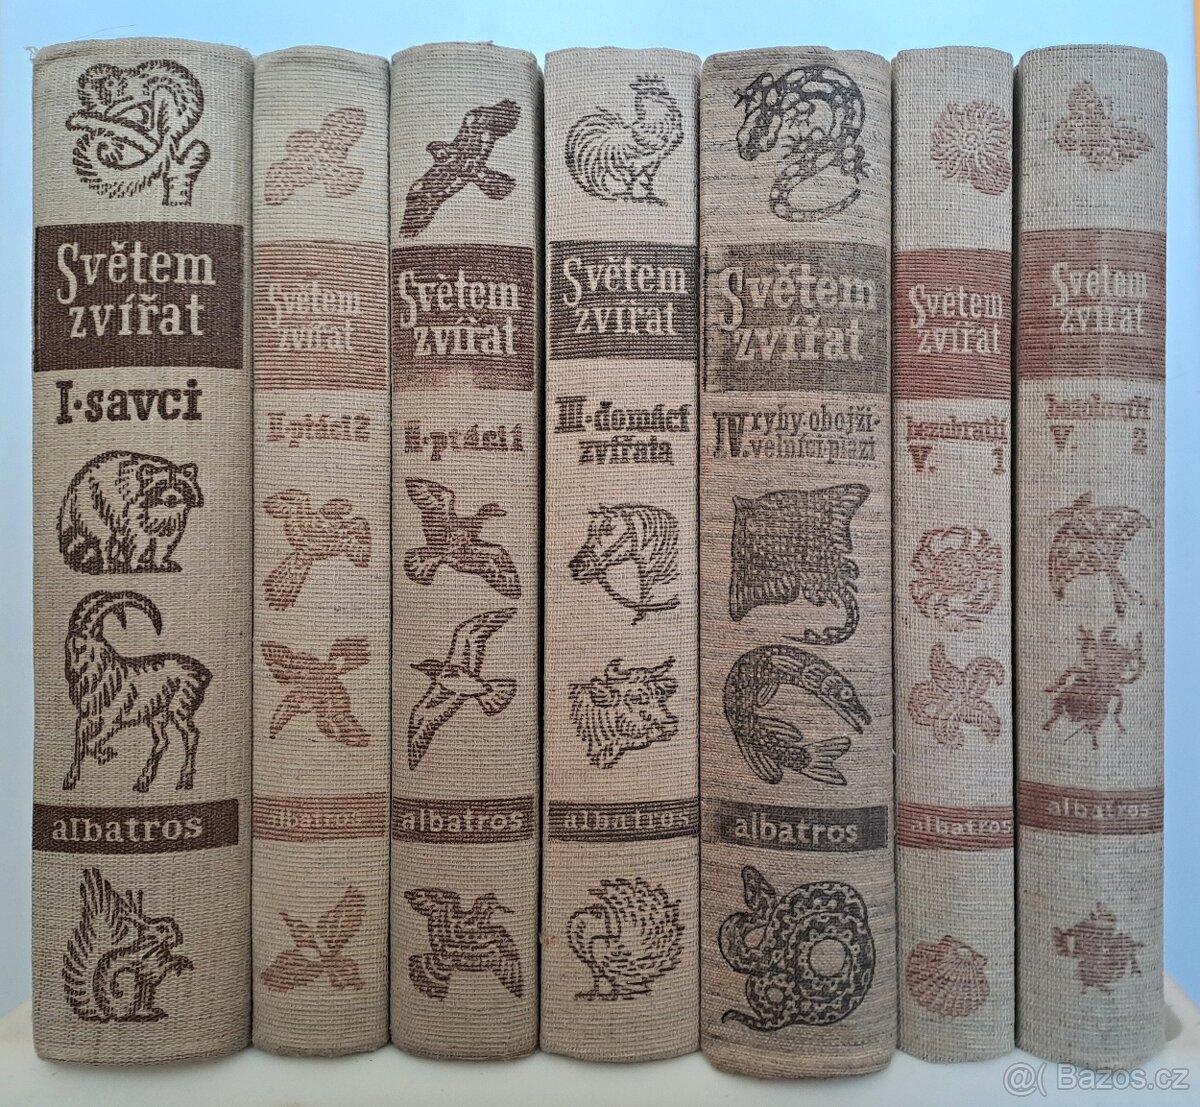 Světem
zvířat
I·savci
albatros
Světem
zvířat
II·ptáci 2
albatros
Světem
zvířat
II·ptáci 1
albatros
Světem
zvířat
III·domácí
zvířata
albatros
Světem
zvířat
IV. ryby·obojži-
velníci·plazi
albatros
Světem
zvířat
bezobratlí
V. 1
albatros
Světem
zvířat
bezobratlí
V. 2
albatros
@( Bazos.cz